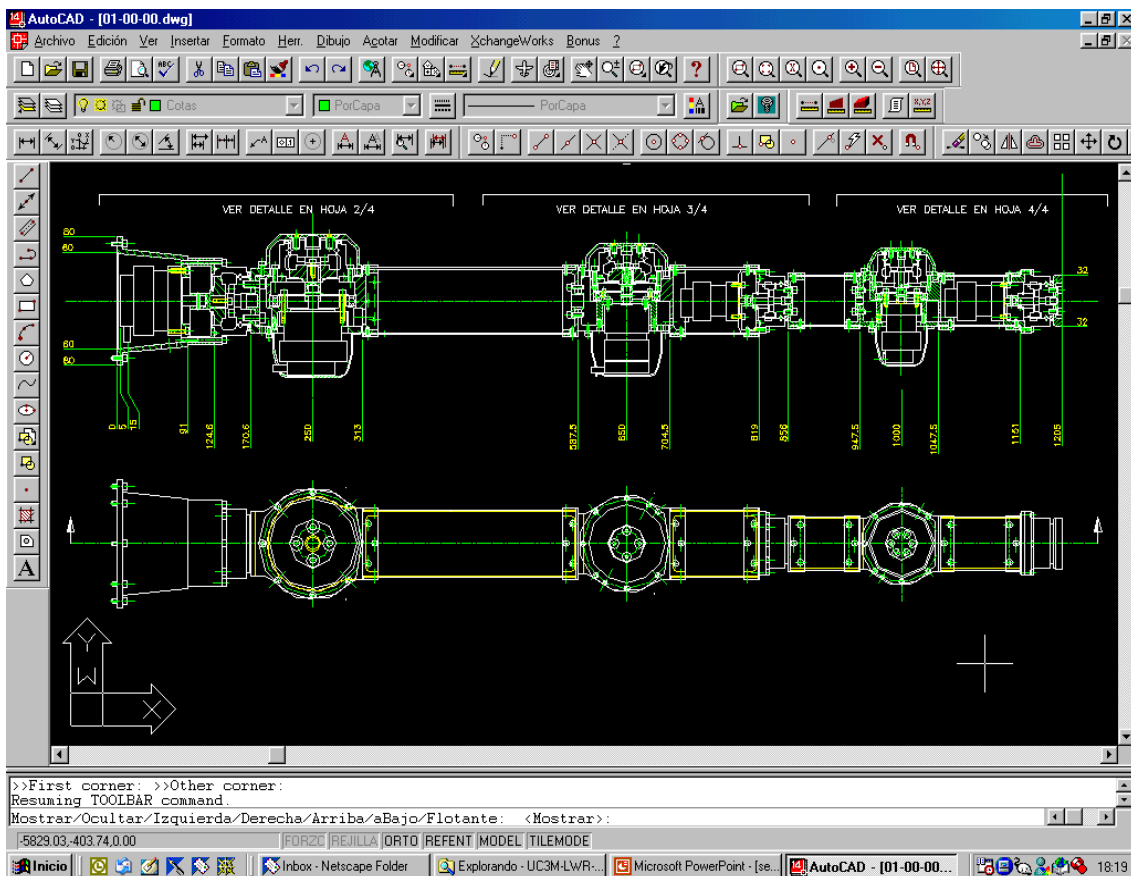 AutoCAD - [01-00-00.dwg]
Archivo Edición Ver Insertar Formato Herr. Dibujo Acotar Modificar XchangeWorks Bonus ?
Cotas PorCapa PorCapa
VER DETALLE EN HOJA 2/4 VER DETALLE EN HOJA 3/4 VER DETALLE EN HOJA 4/4
80
60
32
32
60
80
0 5 15 91 124.6 170.6 250 313 587.5 650 704.5 819 856 947.5 1000 1047.5 1151 1205
Y
W
X
A
>>First corner: >>Other corner:
Resuming TOOLBAR command.
Mostrar/Ocultar/Izquierda/Derecha/Arriba/aBajo/Flotante: <Mostrar>:
-5829.03,-403.74,0.00 FORZC REJILLA ORTO REFENT MODEL TILEMODE
Inicio Inbox - Netscape Folder Explorando - UC3M-LWR-... Microsoft PowerPoint - [se... AutoCAD - [01-00-00... 18:19